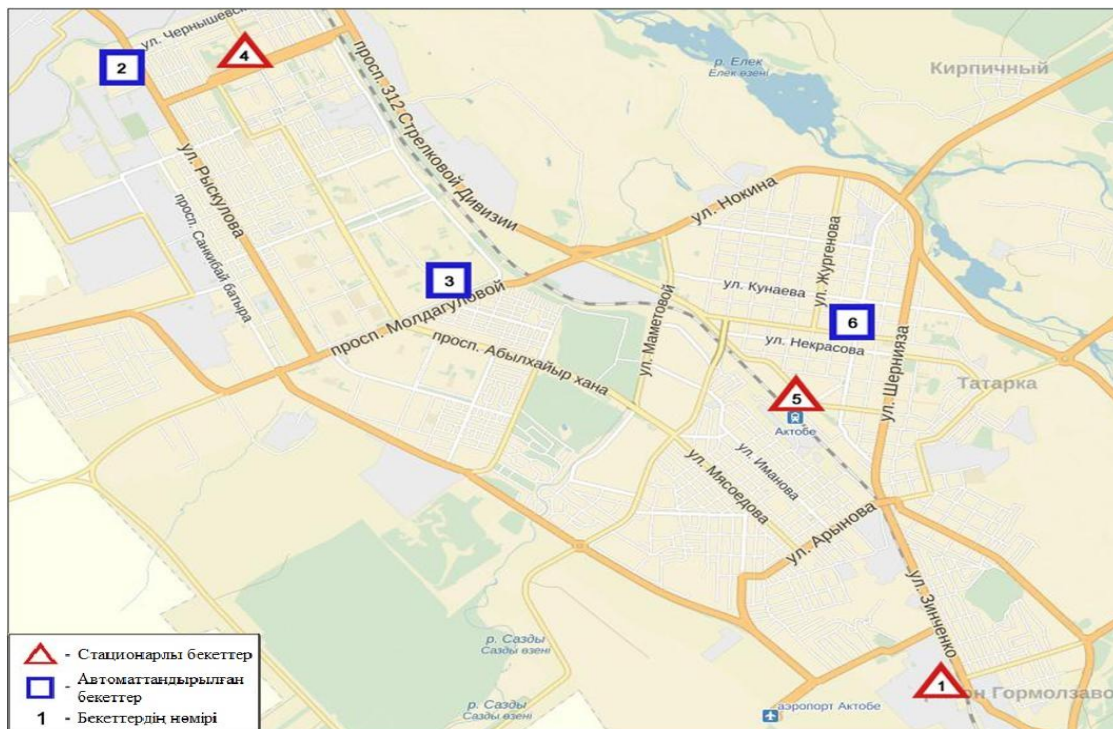 ул. Чернышевск
2
4
просп. 312 Стрелковой Дивизии
р. Елек
Елек өзені
Кирпичный
ул. Рыскулова
просп. Санкибай батыра
ул. Нокина
ул. Жургенова
3
просп. Молдагуловой
ул. Кунаева
6
ул. Некрасова
ул. Маметовой
просп. Абылхайыр хана
ул. Шернияза
Татарка
5
Актобе
ул. Иманова
ул. Мясоедова
ул. Арынова
ул. Зинченко
р. Сазды
Сазды өзені
1
он Гормолзаво
р. Сазды
Сазды өзені
аэропорт Актобе
- Стационарлы бекеттер
- Автоматтандырылған
бекеттер
1 - Бекеттердің нөмірі